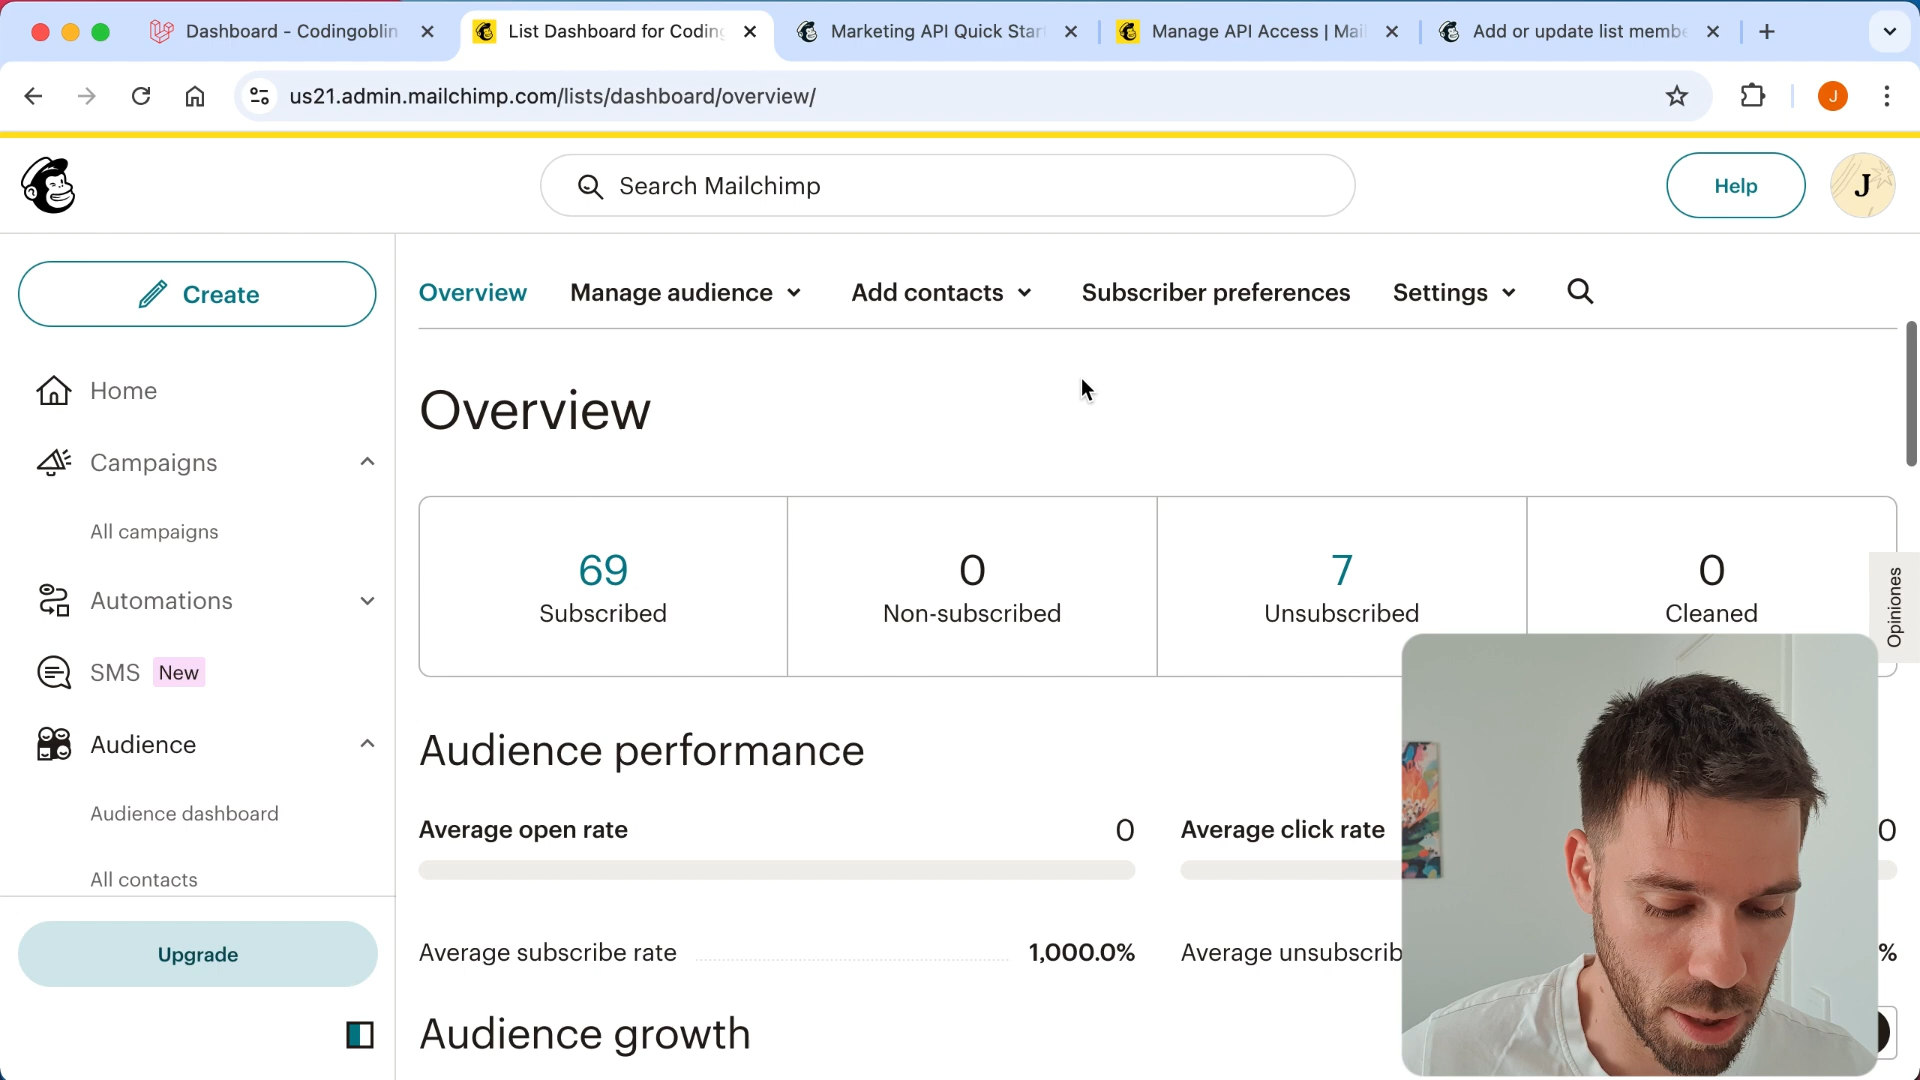 Dashboard - Codingoblin
List Dashboard for Coding
Marketing API Quick Star
Manage API Access | Mai
Add or update list membe
us21.admin.mailchimp.com/lists/dashboard/overview/
J
Search Mailchimp
Help
J
Create
Overview
Manage audience
Add contacts
Subscriber preferences
Settings
Home
Campaigns
All campaigns
Automations
SMS New
Audience
Audience dashboard
All contacts
Upgrade
Overview
69
Subscribed
0
Non-subscribed
7
Unsubscribed
0
Cleaned
Opiniones
Audience performance
Average open rate 0
Average click rate 0
Average subscribe rate 1,000.0%
Average unsubscrib %
Audience growth